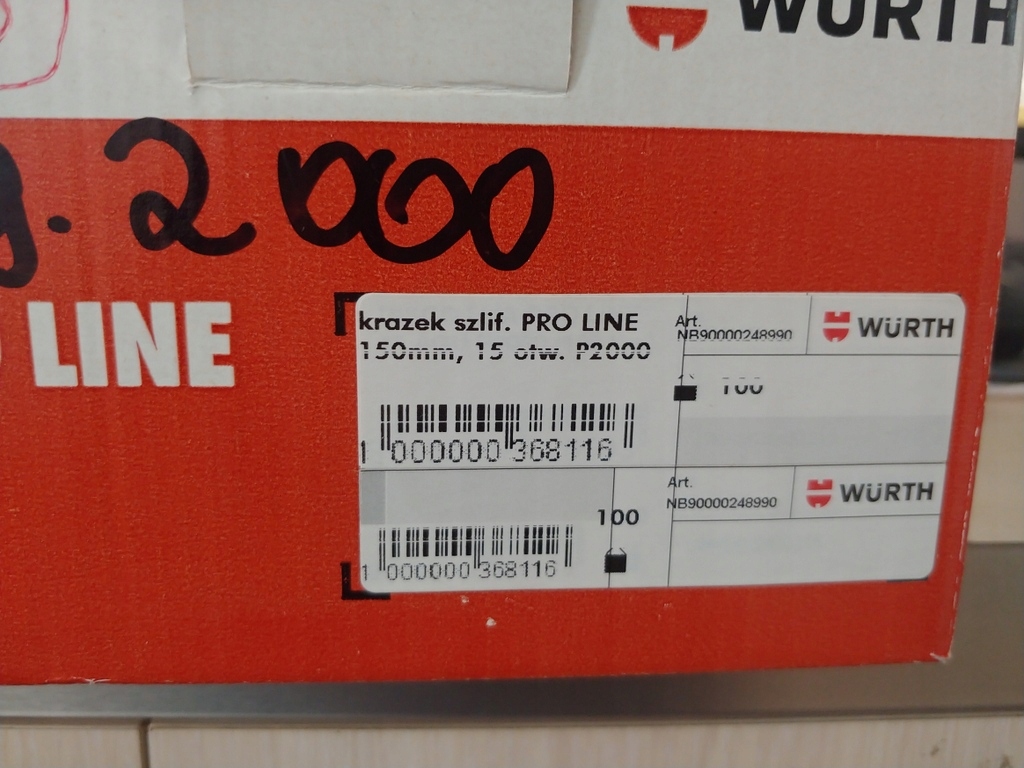 WÜRTH
g. 2000
LINE
krazek szlif. PRO LINE
150mm, 15 otw. P2000
Art.
NB90000248990
WÜRTH
100
1 000000 368116
Art.
NB90000248990
WÜRTH
100
1 000000 368116